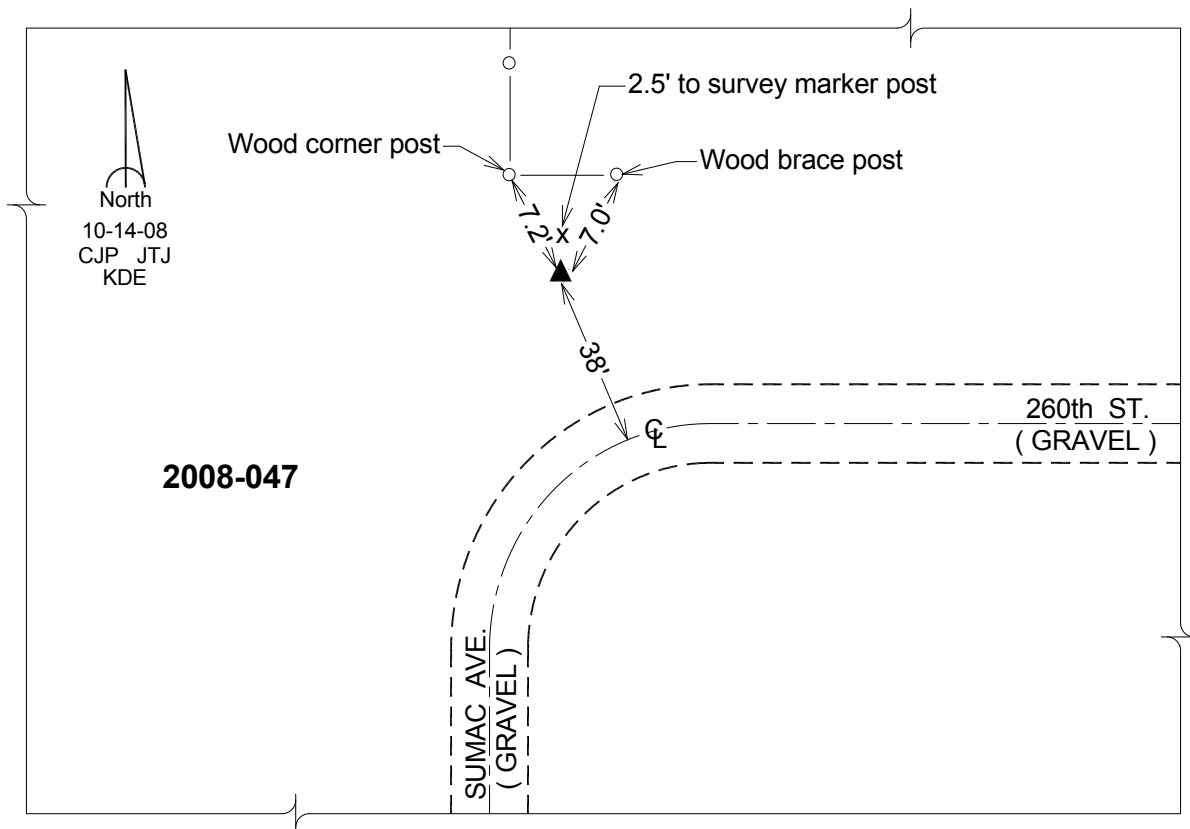 2.5' to survey marker post
Wood corner post
Wood brace post
North
10-14-08
CJP JTJ
KDE
7.2'
x
7.0'
38'
260th ST.
( GRAVEL )
℄
2008-047
SUMAC AVE.
( GRAVEL )